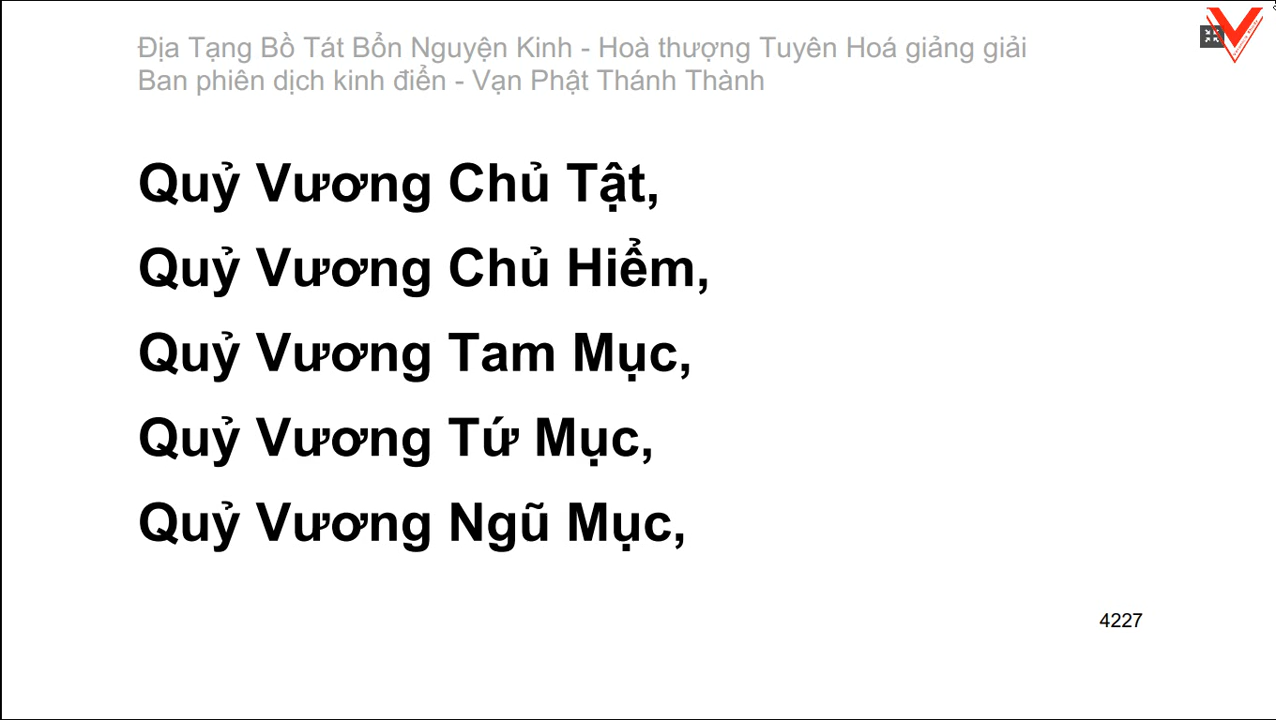 Địa Tạng Bồ Tát Bổn Nguyện Kinh - Hoà thượng Tuyên Hoá giảng giải
Ban phiên dịch kinh điển - Vạn Phật Thánh Thành
Quỷ Vương Chủ Tật,
Quỷ Vương Chủ Hiểm,
Quỷ Vương Tam Mục,
Quỷ Vương Tứ Mục,
Quỷ Vương Ngũ Mục,
4227